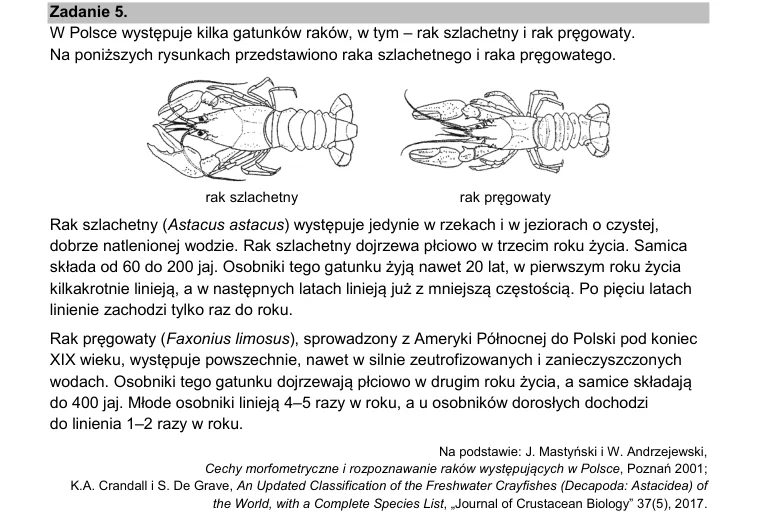 Zadanie 5.
W Polsce występuje kilka gatunków raków, w tym – rak szlachetny i rak pręgowaty.
Na poniższych rysunkach przedstawiono raka szlachetnego i raka pręgowatego.
rak szlachetny
rak pręgowaty
Rak szlachetny (Astacus astacus) występuje jedynie w rzekach i w jeziorach o czystej,
dobrze natlenionej wodzie. Rak szlachetny dojrzewa płciowo w trzecim roku życia. Samica
składa od 60 do 200 jaj. Osobniki tego gatunku żyją nawet 20 lat, w pierwszym roku życia
kilkakrotnie linieją, a w następnych latach linieją już z mniejszą częstością. Po pięciu latach
linienie zachodzi tylko raz do roku.
Rak pręgowaty (Faxonius limosus), sprowadzony z Ameryki Północnej do Polski pod koniec
XIX wieku, występuje powszechnie, nawet w silnie zeutrofizowanych i zanieczyszczonych
wodach. Osobniki tego gatunku dojrzewają płciowo w drugim roku życia, a samice składają
do 400 jaj. Młode osobniki linieją 4–5 razy w roku, a u osobników dorosłych dochodzi
do linienia 1–2 razy w roku.
Na podstawie: J. Mastyński i W. Andrzejewski,
Cechy morfometryczne i rozpoznawanie raków występujących w Polsce, Poznań 2001;
K.A. Crandall i S. De Grave, An Updated Classification of the Freshwater Crayfishes (Decapoda: Astacidea) of
the World, with a Complete Species List, „Journal of Crustacean Biology” 37(5), 2017.